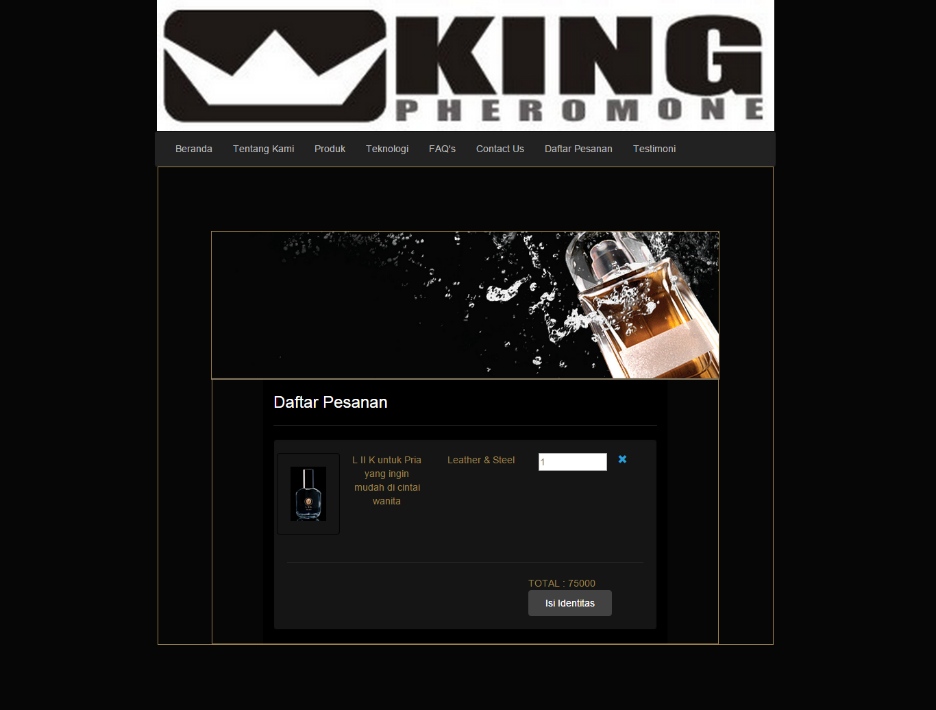 KING
PHEROMONE
Beranda Tentang Kami Produk Teknologi FAQ's Contact Us Daftar Pesanan Testimoni
Daftar Pesanan
L II K untuk Pria
yang ingin
mudah di cintai
wanita
Leather & Steel
1
TOTAL : 75000
Isi Identitas